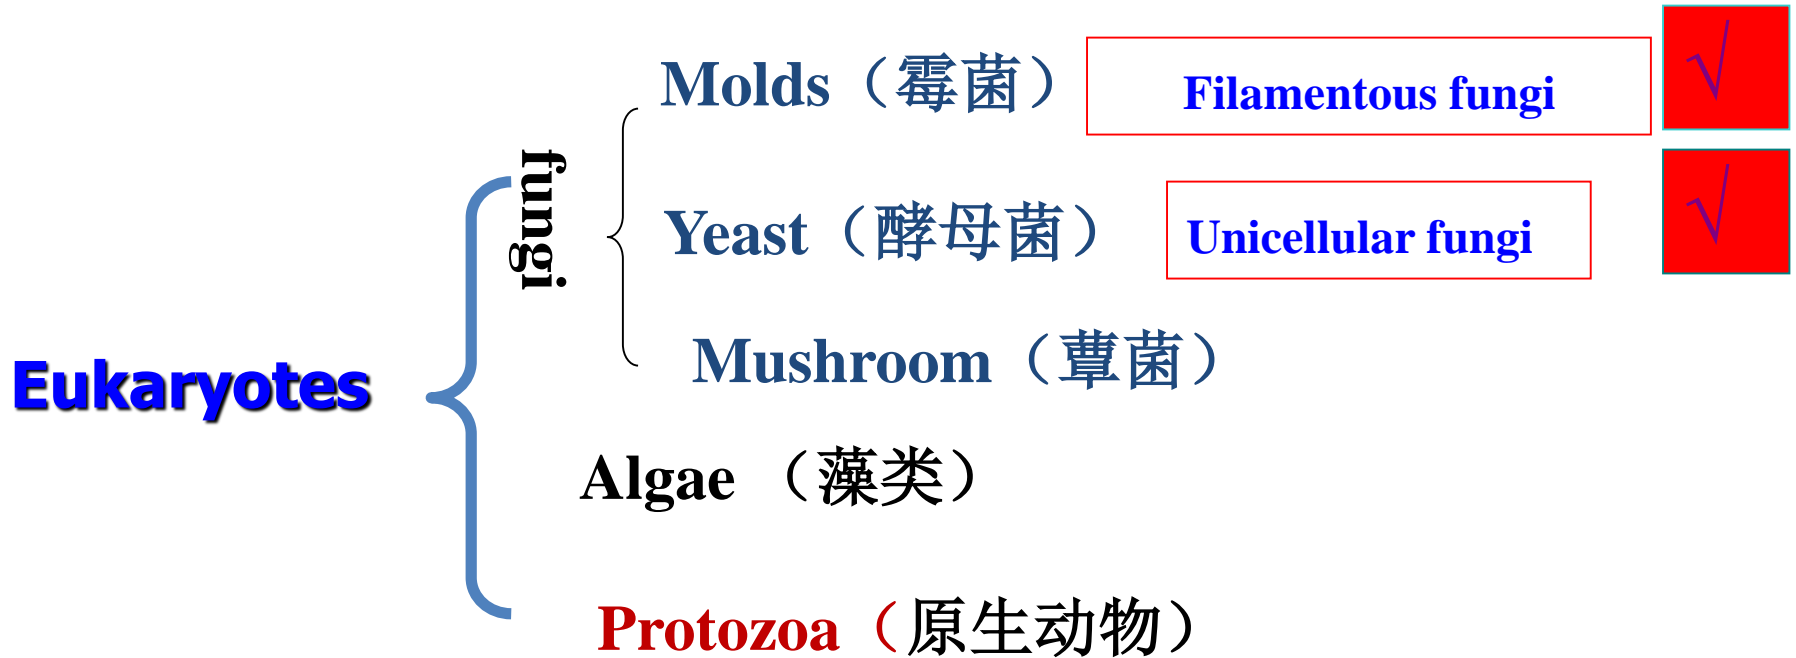 Molds（霉菌） Filamentous fungi √
fungi
Yeast（酵母菌） Unicellular fungi √
Mushroom（蕈菌）
Eukaryotes
Algae （藻类）
Protozoa（原生动物）